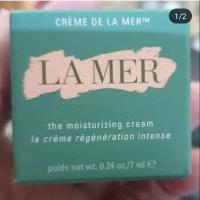 CRÈME DE LA MER™
1/2
LA MER
the moisturizing cream
la crème régénération intense
poids net wt. 0.24 oz/7 ml ℮